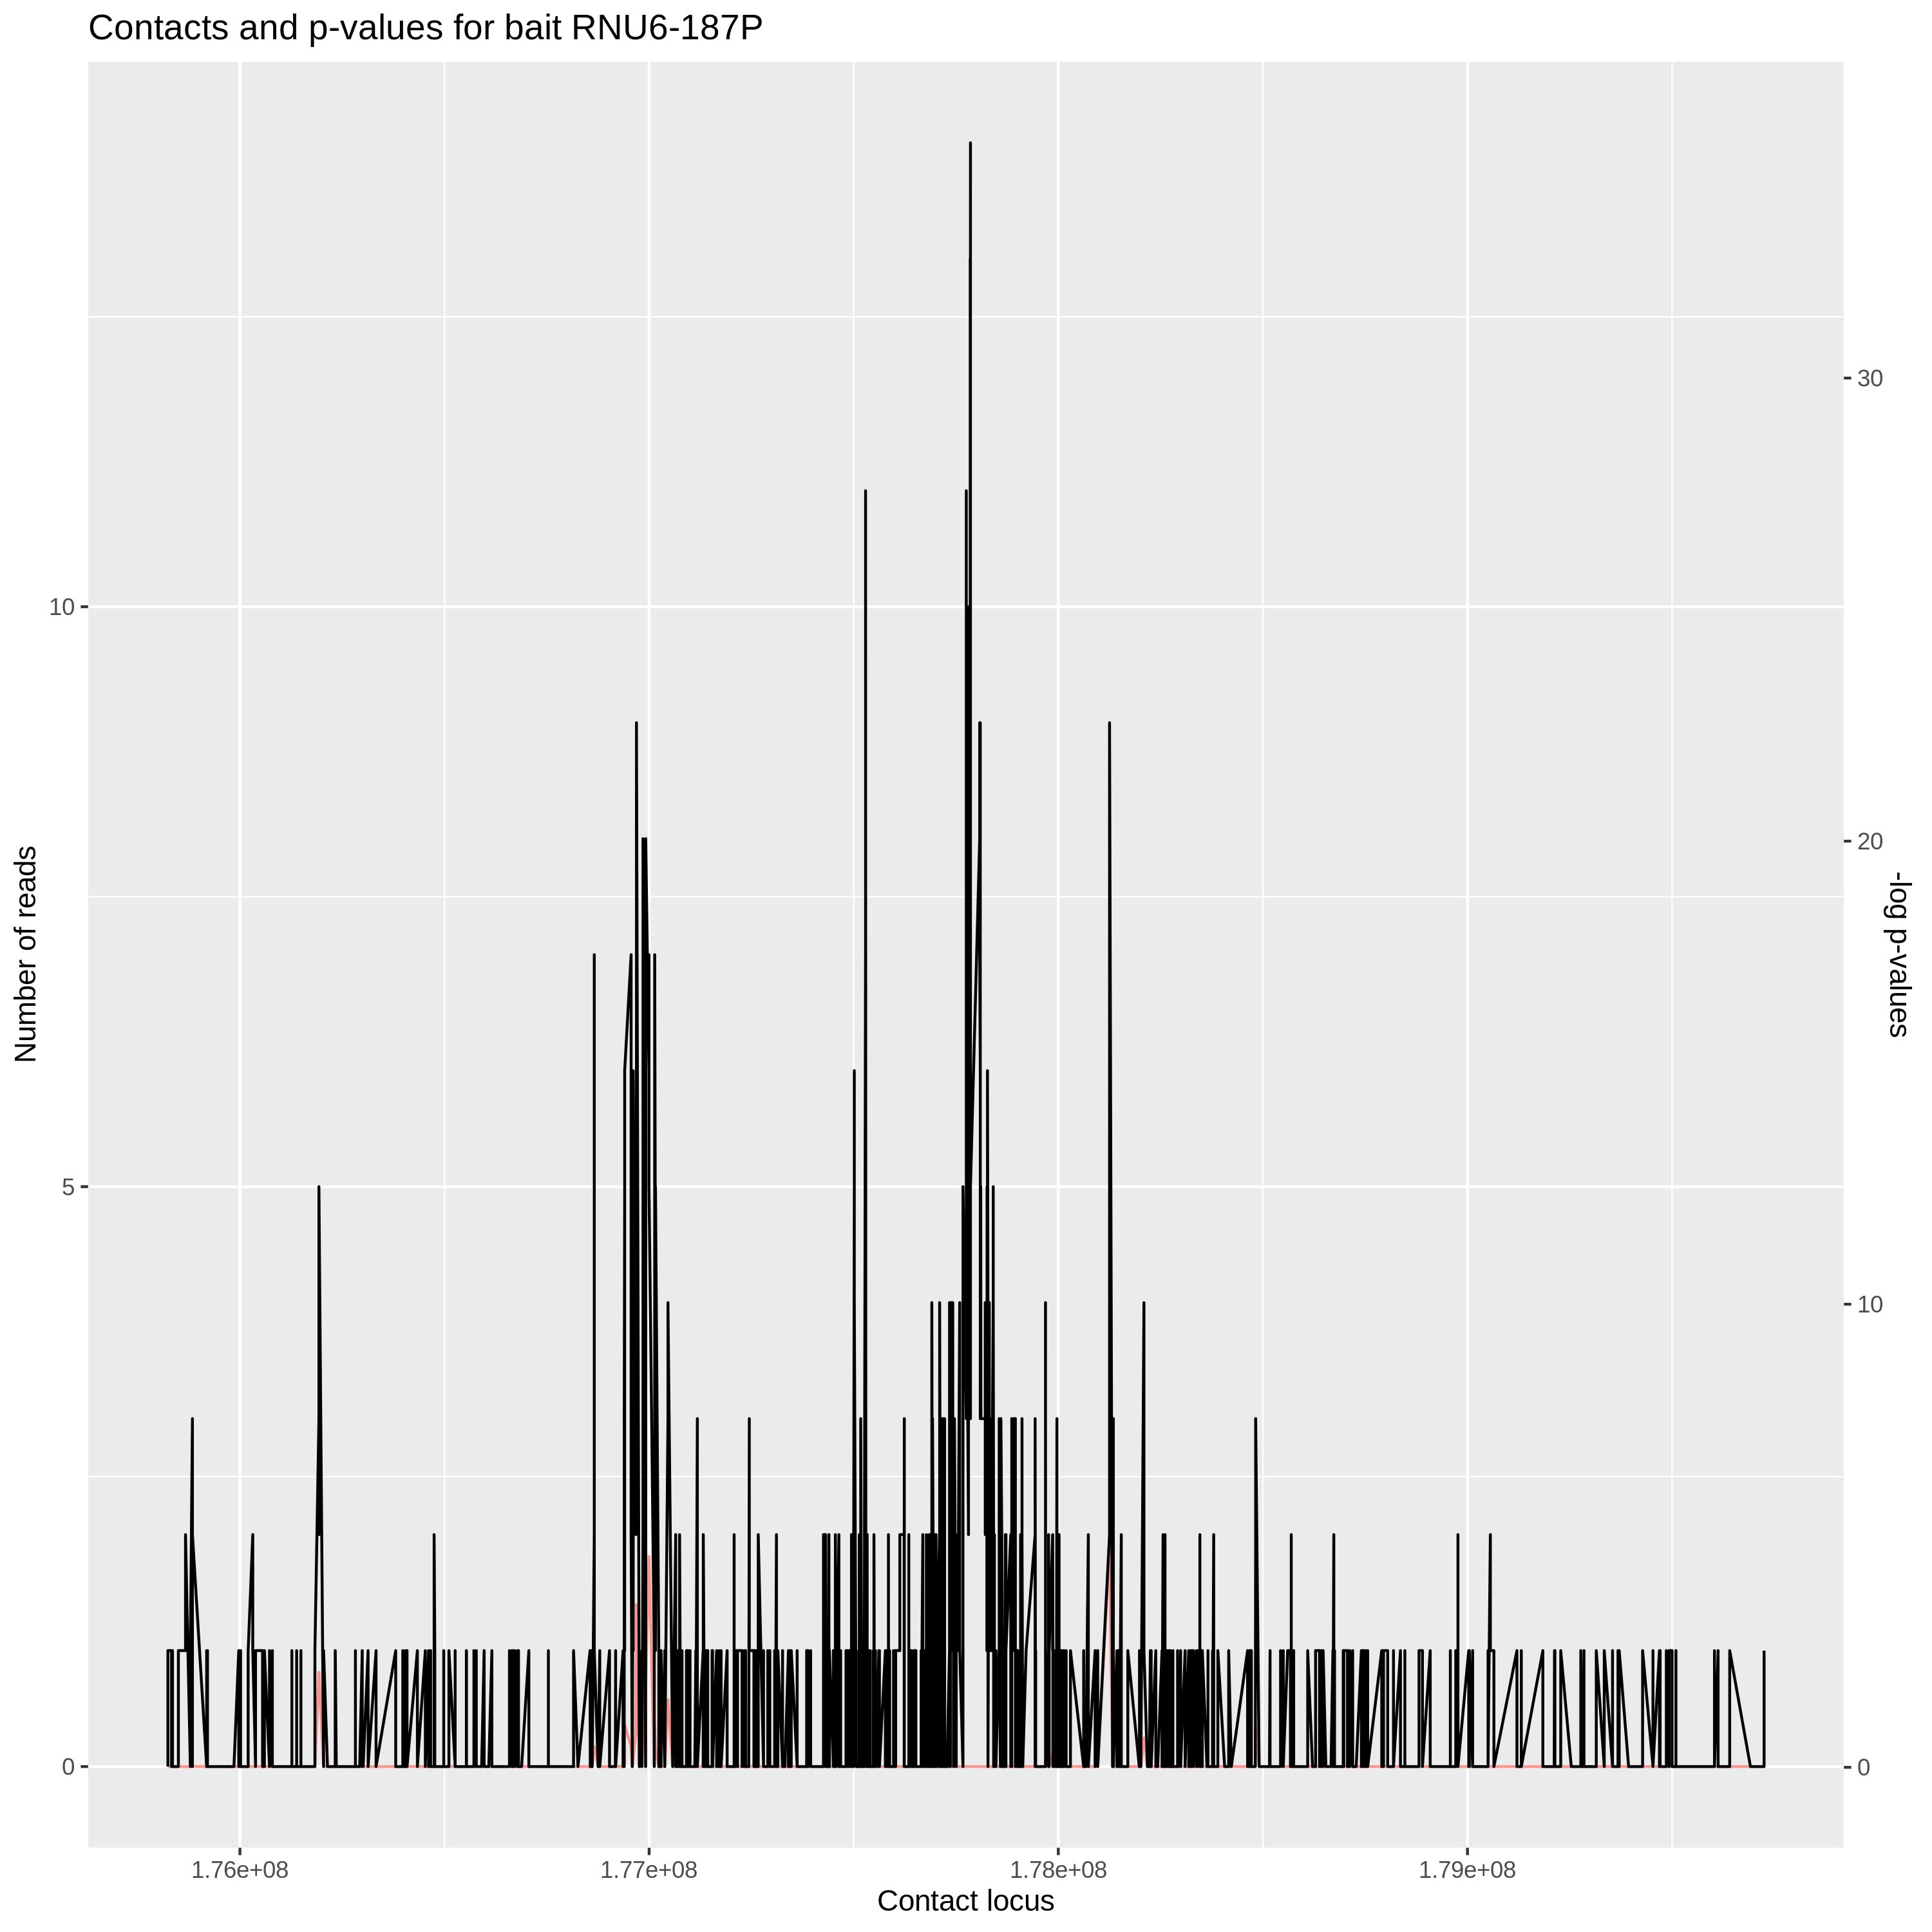 Contacts and p-values for bait RNU6-187P
Number of reads
10
5
0
30
20
10
0
-log p-values
1.76e+08
1.77e+08
1.78e+08
1.79e+08
Contact locus